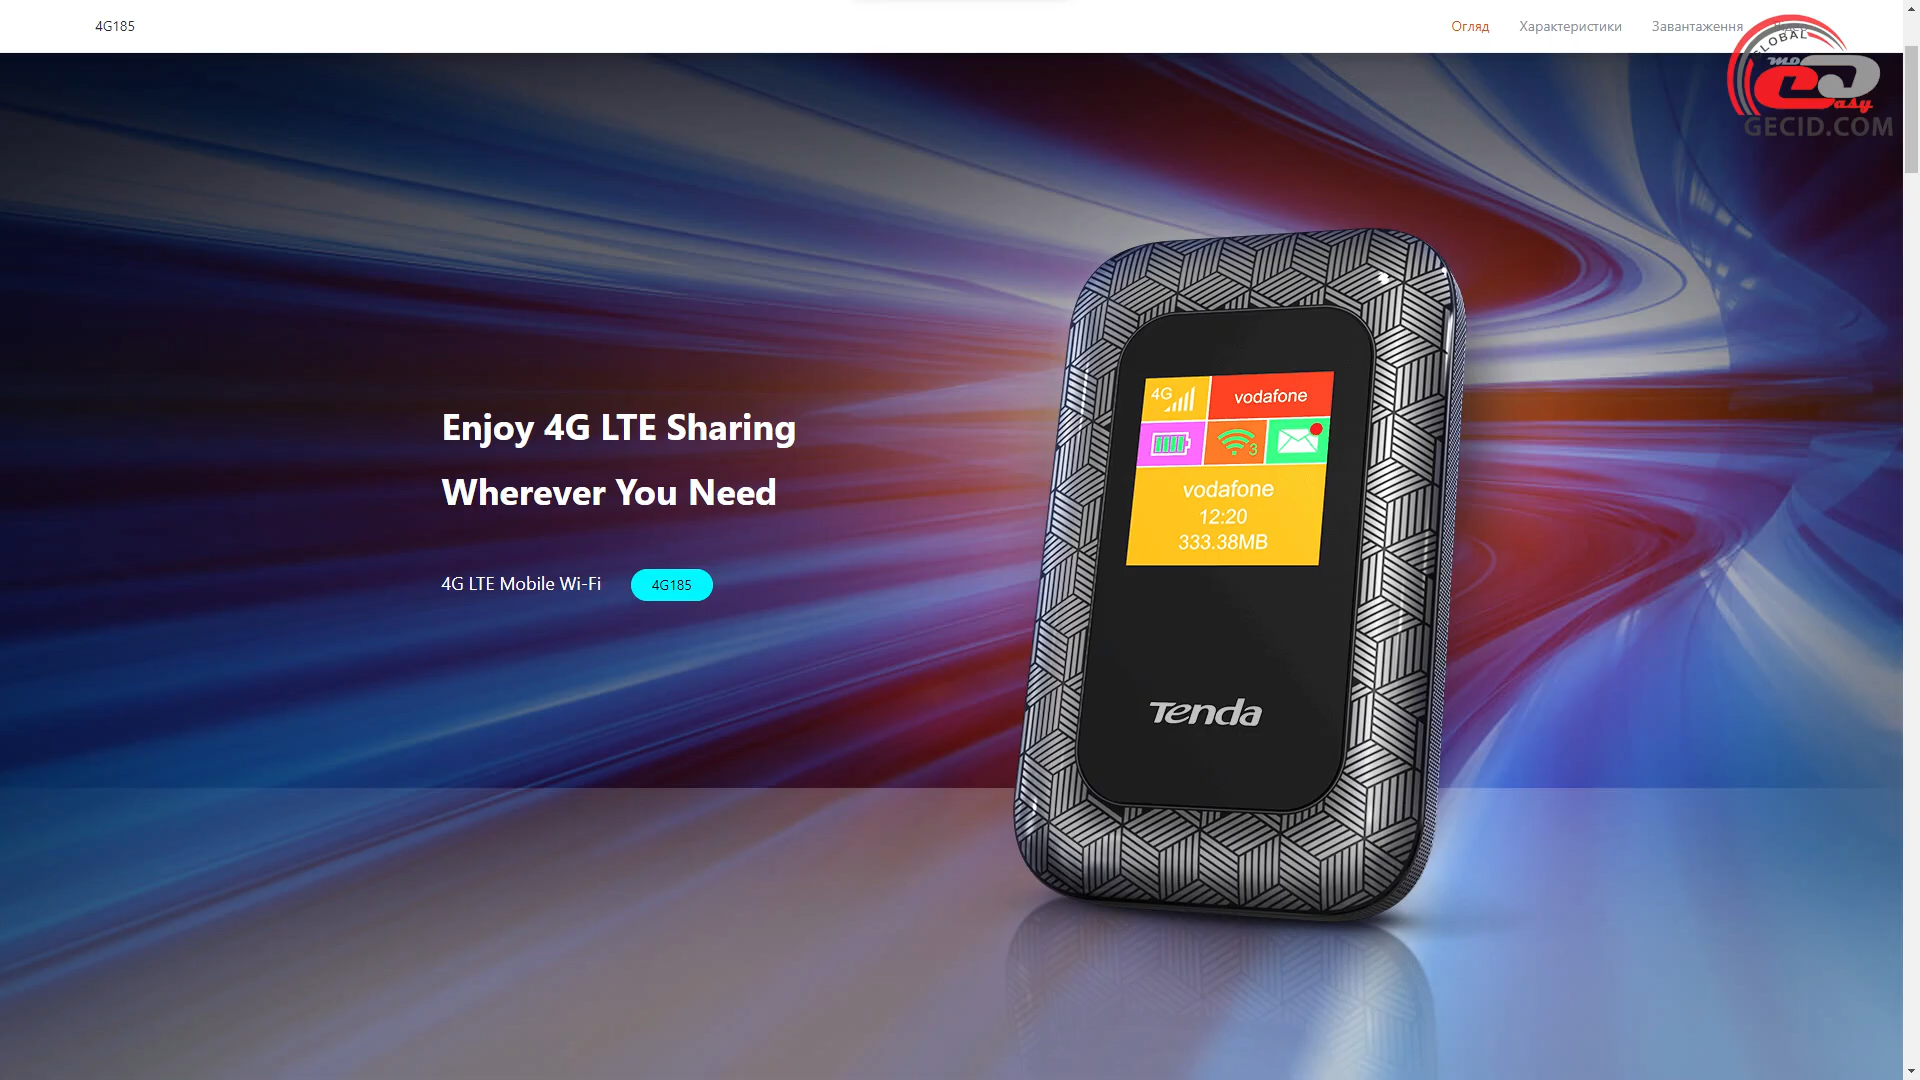 4G185
Огляд
Характеристики
Завантаження
GLOBAL
easy
GECID.COM
Enjoy 4G LTE Sharing
Wherever You Need
4G LTE Mobile Wi-Fi
4G185
4G
vodafone
3
vodafone
12:20
333.38MB
Tenda